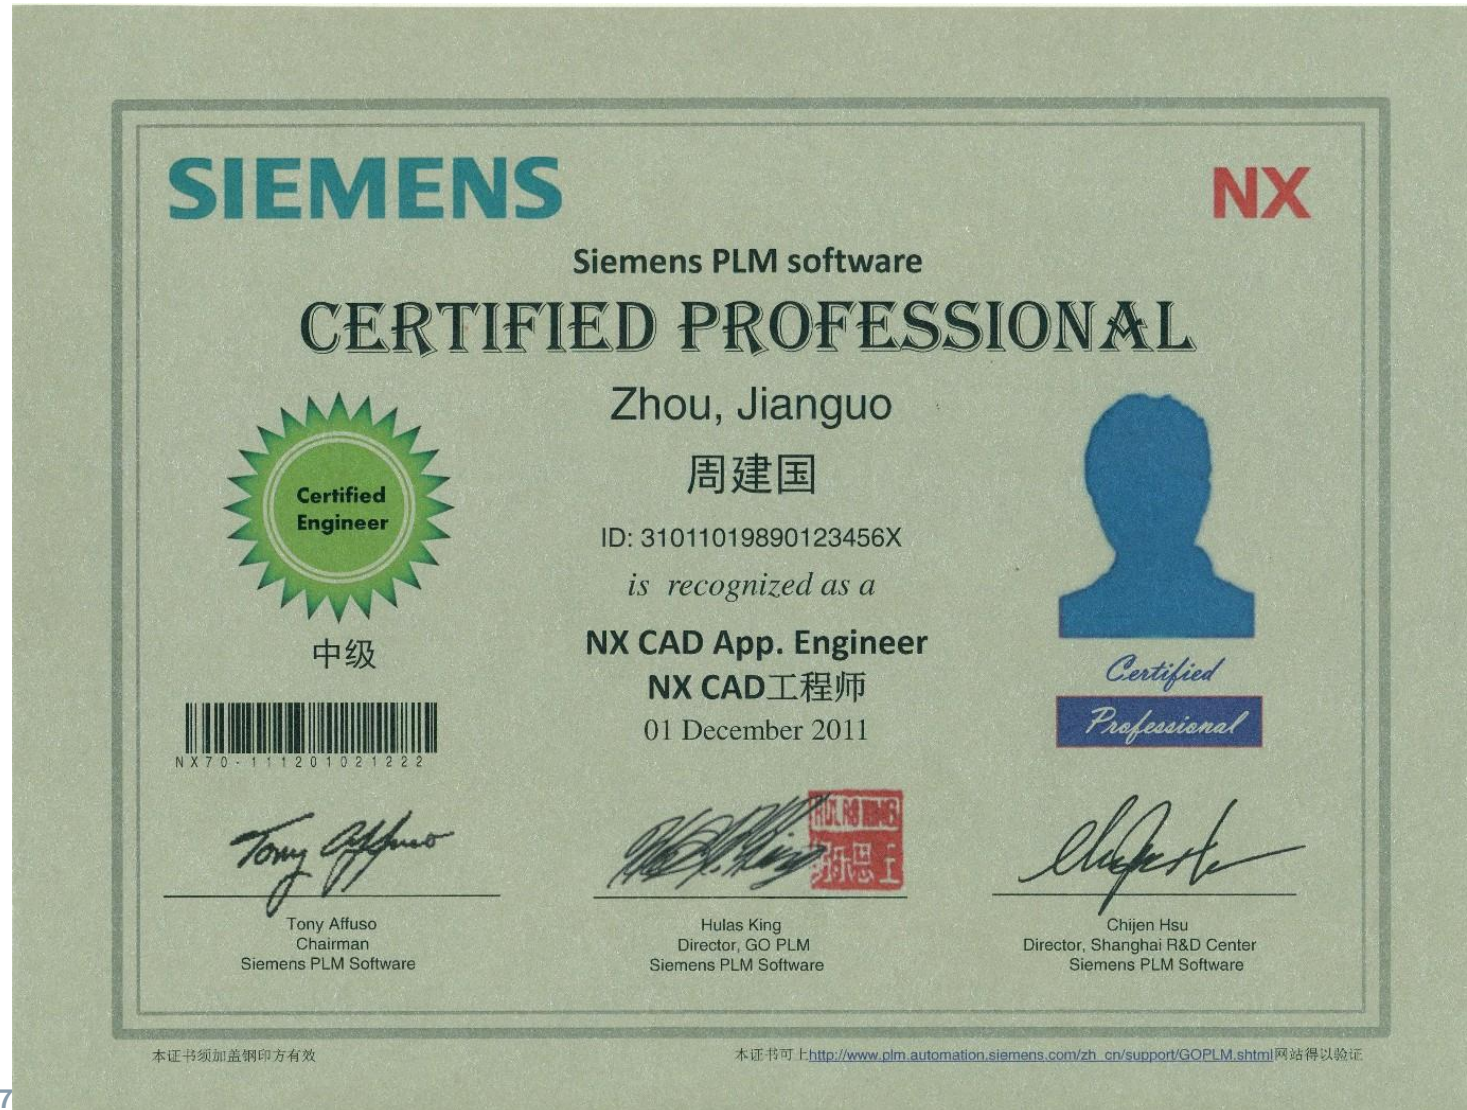 SIEMENS
NX
Siemens PLM software
CERTIFIED PROFESSIONAL
Zhou, Jianguo
周建国
ID: 31011019890123456X
is recognized as a
NX CAD App. Engineer
NX CAD工程师
01 December 2011
Certified
Engineer
中级
NX70-111201021222
Certified
Professional
Tony Affuso
HULAS KING
Tony Affuso
Chairman
Siemens PLM Software
Hulas King
Director, GO PLM
Siemens PLM Software
Chijen Hsu
Director, Shanghai R&D Center
Siemens PLM Software
本证书须加盖钢印方有效
本证书可上http://www.plm.automation.siemens.com/zh_cn/support/GOPLM.shtml网站得以验证
7